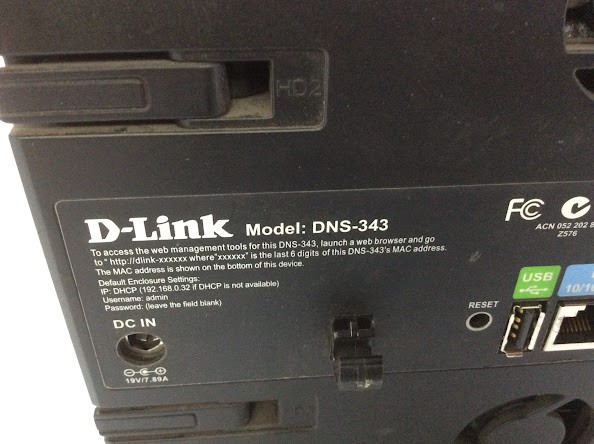 HD2
D-Link Model: DNS-343
To access the web management tools for this DNS-343, launch a web browser and go
to " http://dlink-xxxxxx where"xxxxxx" is the last 6 digits of this DNS-343's MAC address.
The MAC address is shown on the bottom of this device.
Default Enclosure Settings:
IP: DHCP (192.168.0.32 if DHCP is not available)
Username: admin
Password: (leave the field blank)
DC IN
19V/7.89A
FC
ACN 052 202 8
Z576
USB
RESET